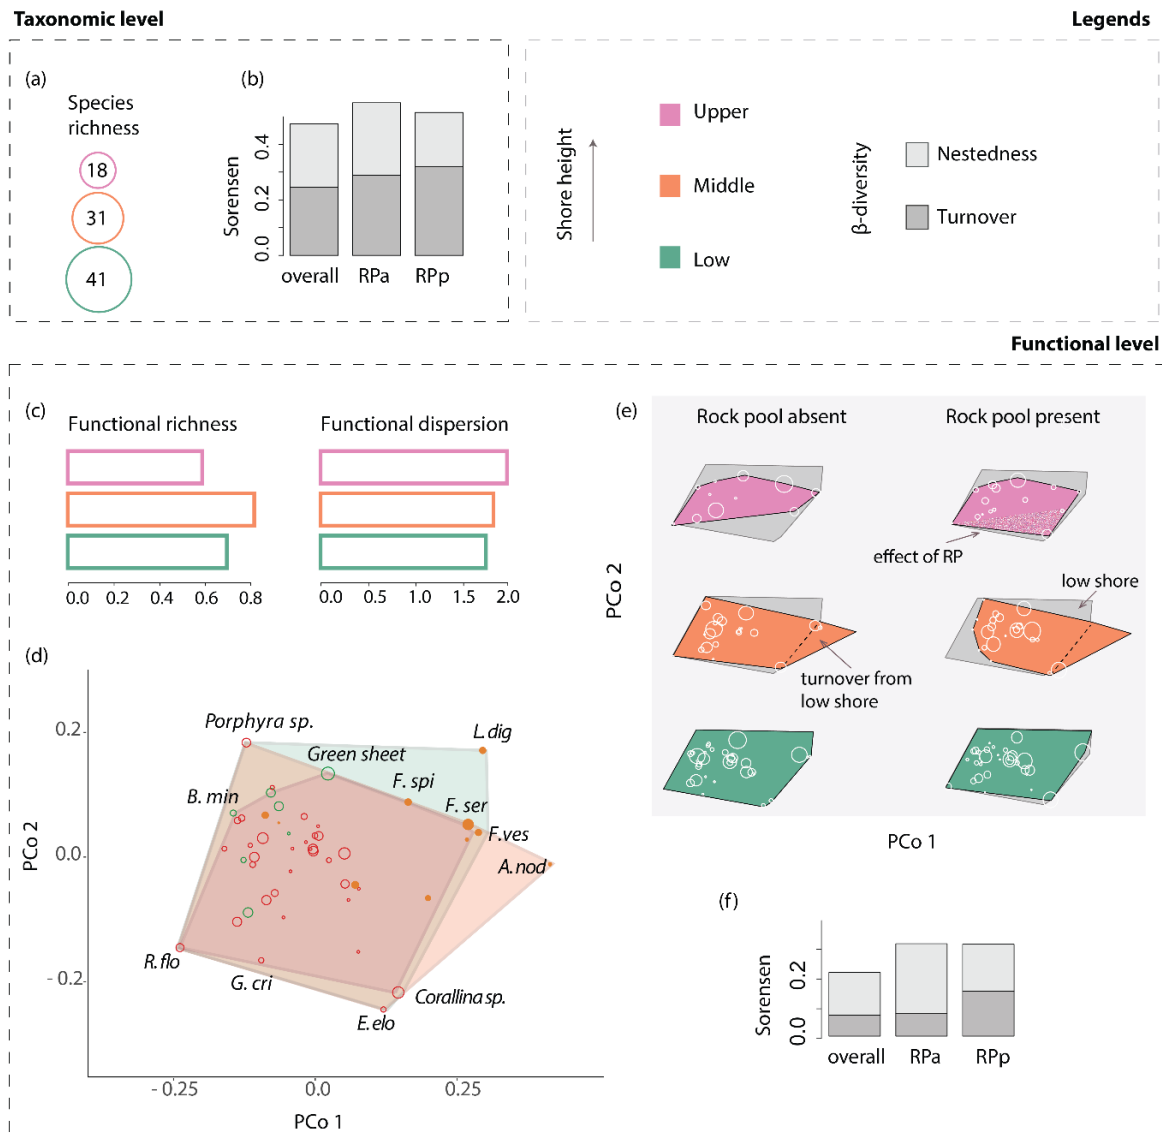 Taxonomic level
Legends
(a)
Species
richness
18
31
41
(b)
Sorensen
0.0
0.2
0.4
overall
RPa
RPp
Shore height
Upper
Middle
Low
β-diversity
Nestedness
Turnover
Functional level
(c)
Functional richness
0.0
0.2
0.4
0.6
0.8
Functional dispersion
0.0
0.5
1.0
1.5
2.0
(d)
PCo 2
0.2
0.0
- 0.2
Porphyra sp.
Green sheet
L. dig
F. spi
B. min
F. ser
F.ves
A. nod
R. flo
G. cri
Corallina sp.
E. elo
- 0.25
0.0
0.25
PCo 1
(e)
Rock pool absent
Rock pool present
PCo 2
effect of RP
low shore
turnover from
low shore
PCo 1
(f)
Sorensen
0.0
0.2
overall
RPa
RPp